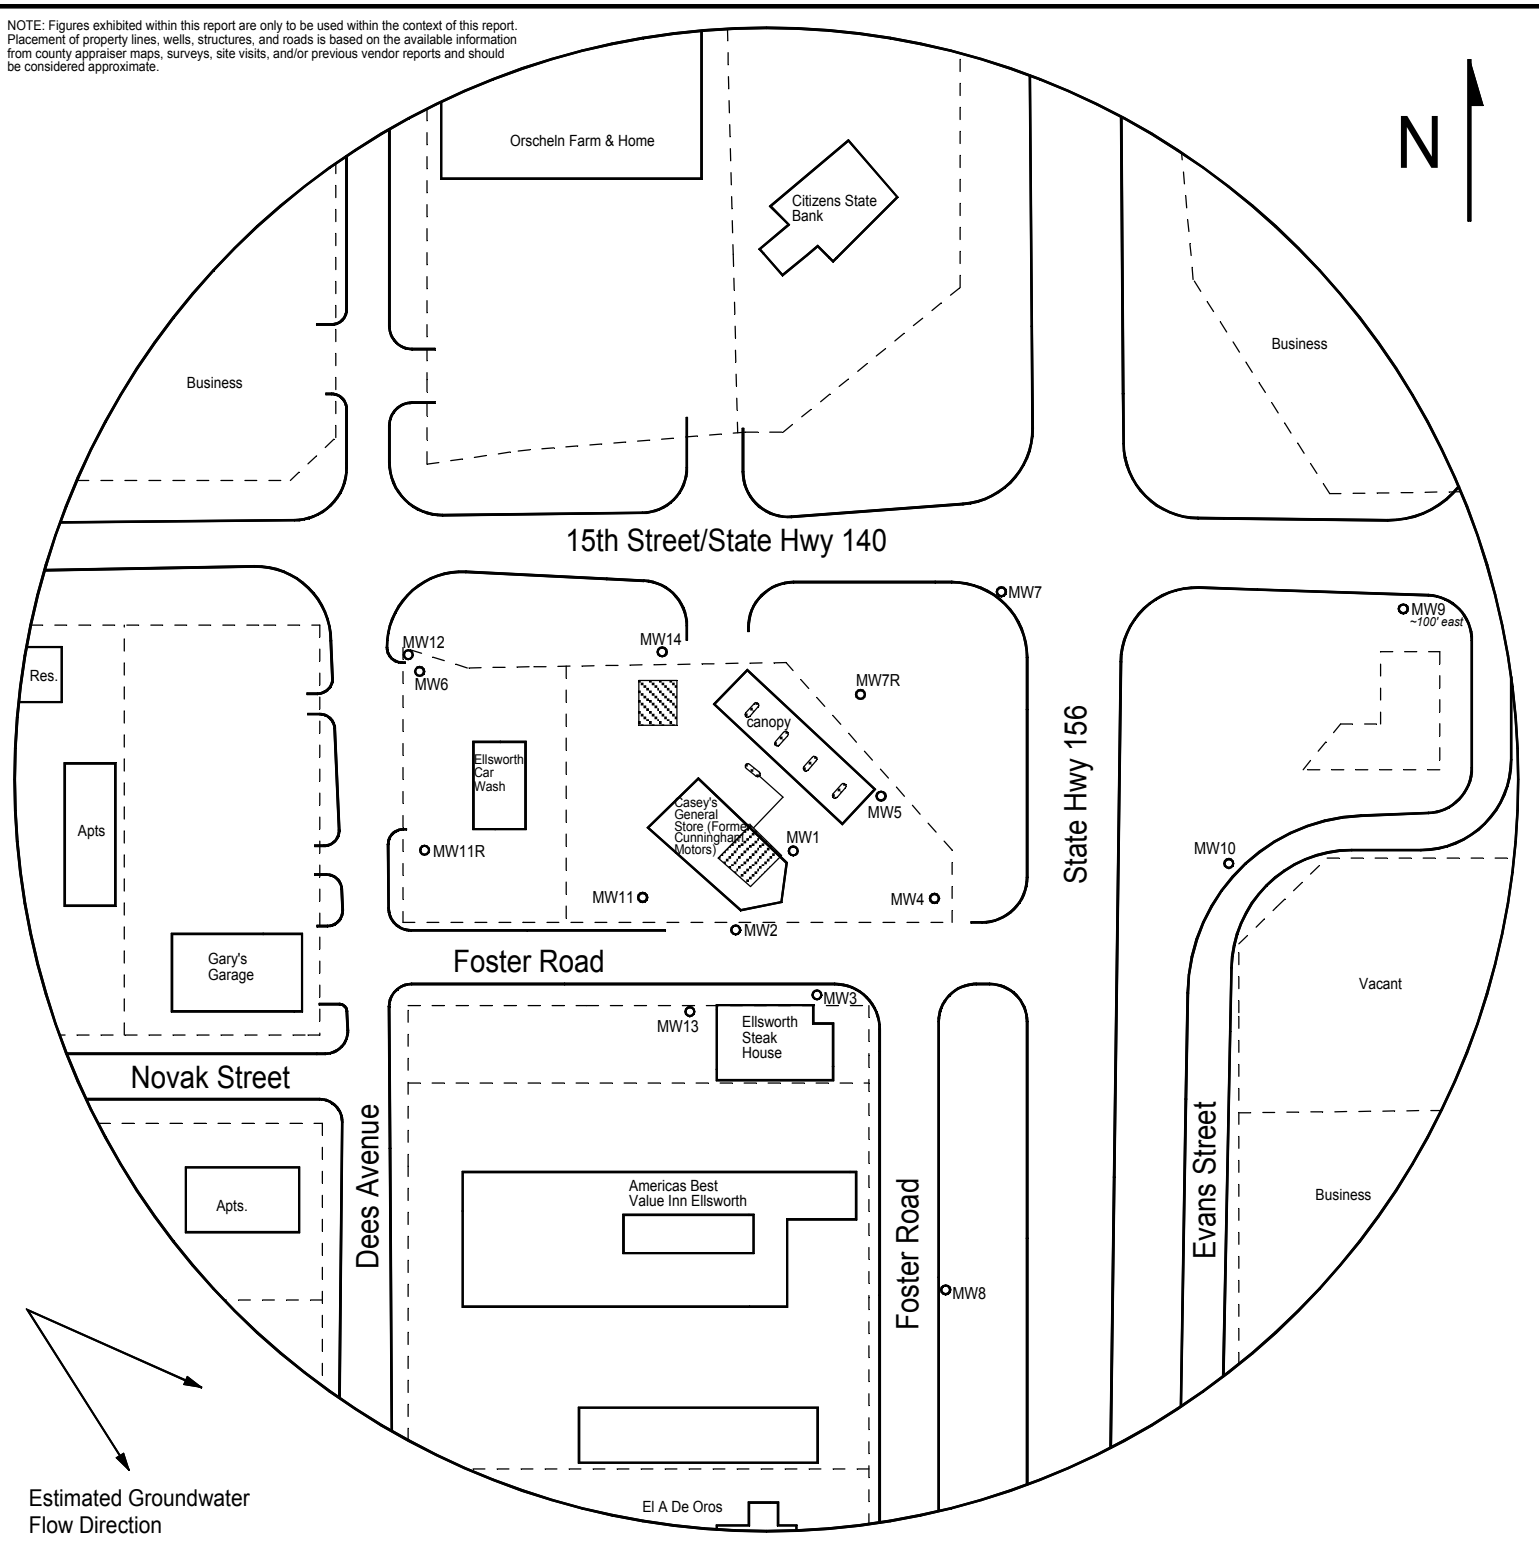 NOTE: Figures exhibited within this report are only to be used within the context of this report.
Placement of property lines, wells, structures, and roads is based on the available information
from county appraiser maps, surveys, site visits, and/or previous vendor reports and should
be considered approximate.
N
Orscheln Farm & Home
Citizens State
Bank
Business
Business
15th Street/State Hwy 140
MW7
MW9
~100' east
MW12
MW14
MW6
MW7R
Res.
canopy
State Hwy 156
Ellsworth
Car
Wash
Casey's
General
Store (Forme
Cunningham
Motors)
MW5
Apts
MW11R
MW1
MW10
MW11
MW4
MW2
Gary's
Garage
Foster Road
Vacant
MW3
MW13
Ellsworth
Steak
House
Novak Street
Dees Avenue
Evans Street
Americas Best
Value Inn Ellsworth
Business
Apts.
Foster Road
MW8
Estimated Groundwater
Flow Direction
El A De Oros